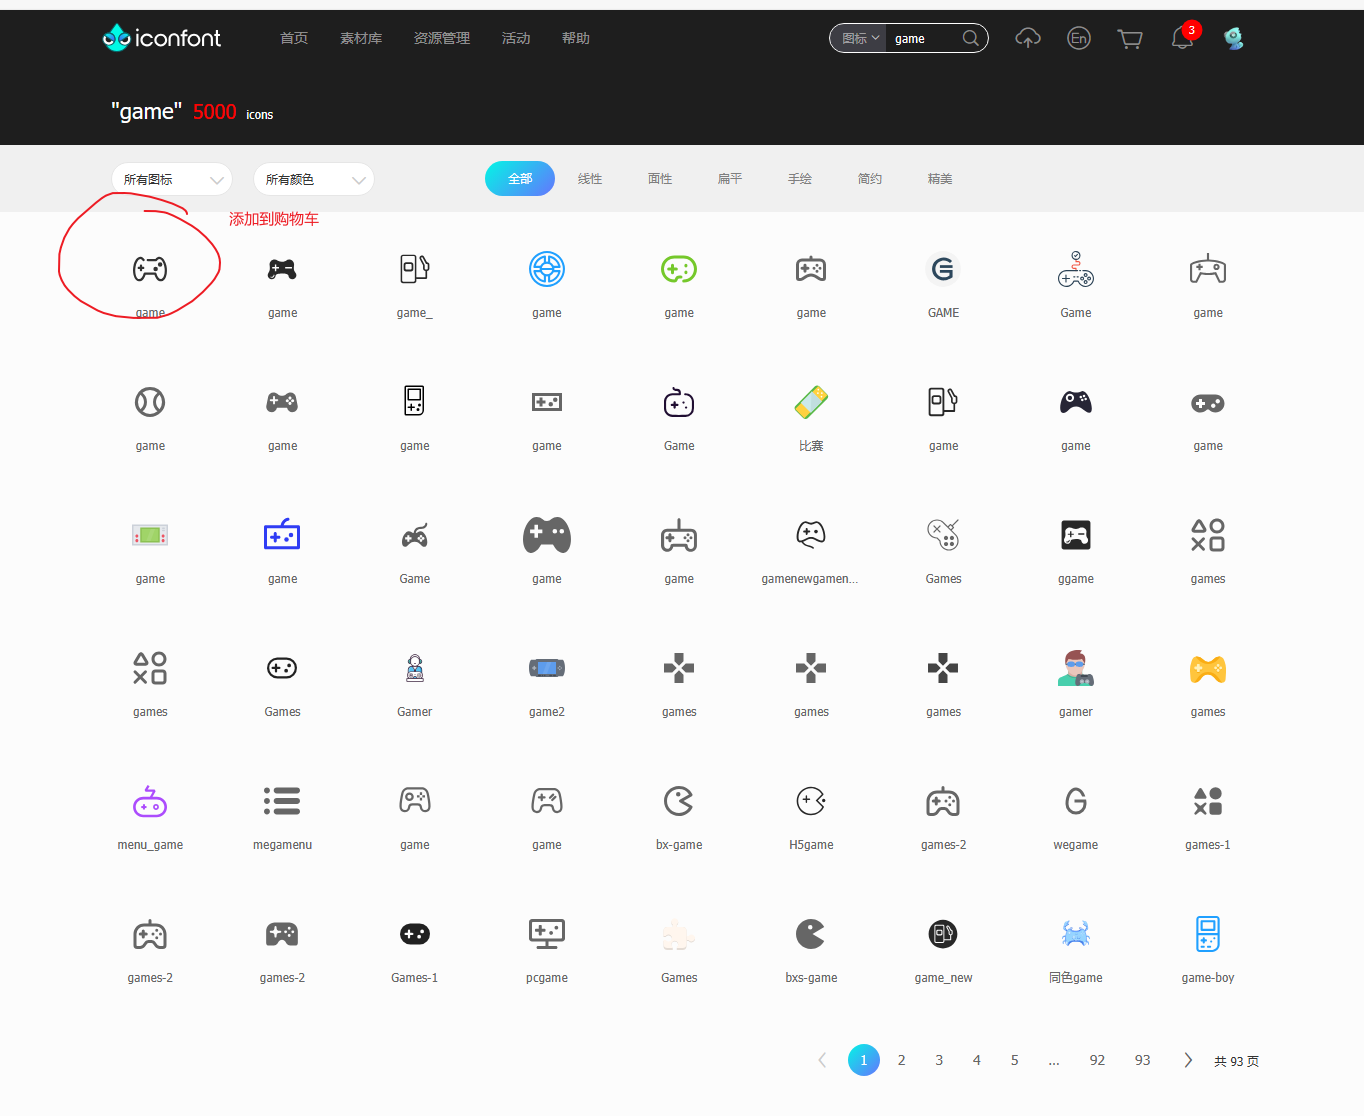 iconfont 首页 素材库 资源管理 活动 帮助 图标 game En 3
"game" 5000 icons
所有图标 所有颜色 全部 线性 面性 扁平 手绘 简约 精美
添加到购物车
game game game_ game game game GAME Game game
game game game game Game 比赛 game game game
game game Game game game gamenewgamen... Games ggame games
games Games Gamer game2 games games games gamer games
menu_game megamenu game game bx-game H5game games-2 wegame games-1
games-2 games-2 Games-1 pcgame Games bxs-game game_new 同色game game-boy
1 2 3 4 5 ... 92 93 共 93 页